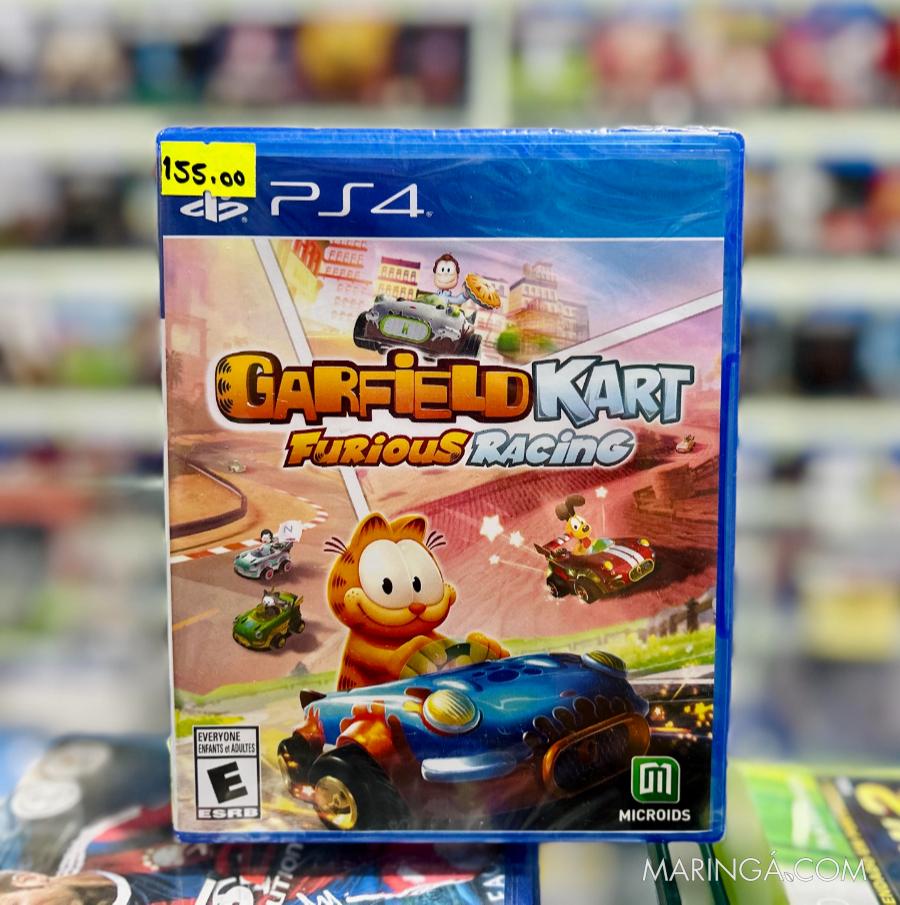 155.00
PS4
GARFIELD KART
FURIOUS RACING
Z
EVERYONE
ENFANTS et ADULTES
E
ESRB
MICROIDS
MARINGÁ.COM